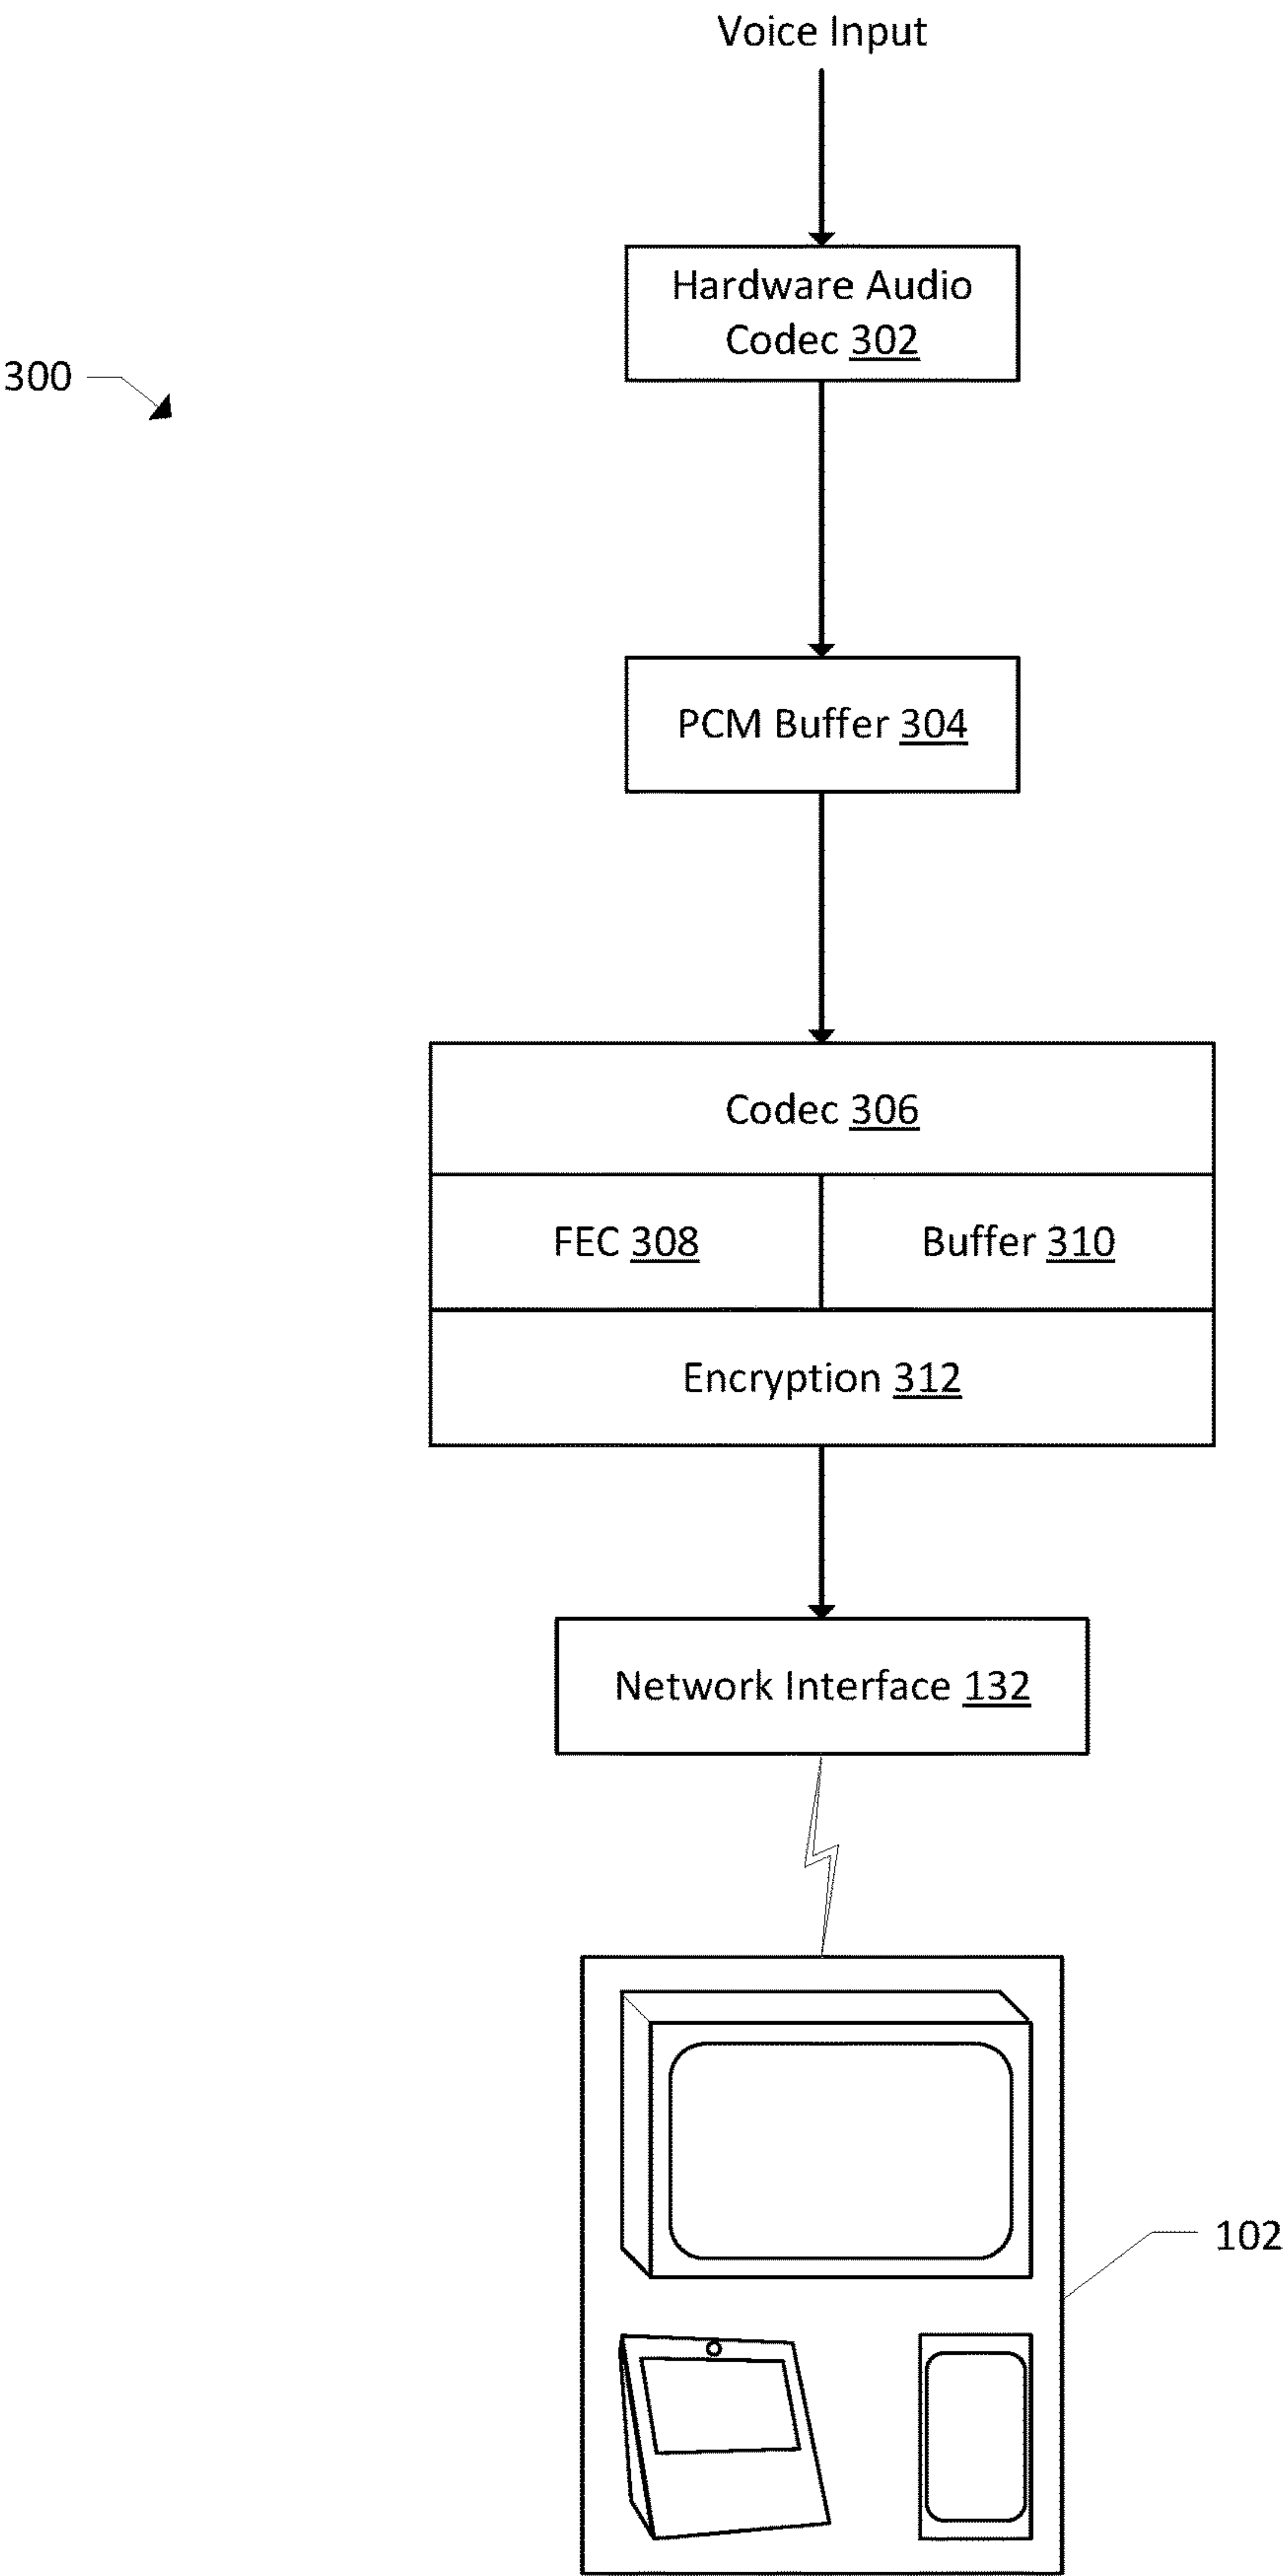 Voice Input
Hardware Audio
Codec 302
300
PCM Buffer 304
Codec 306
FEC 308
Buffer 310
Encryption 312
Network Interface 132
102